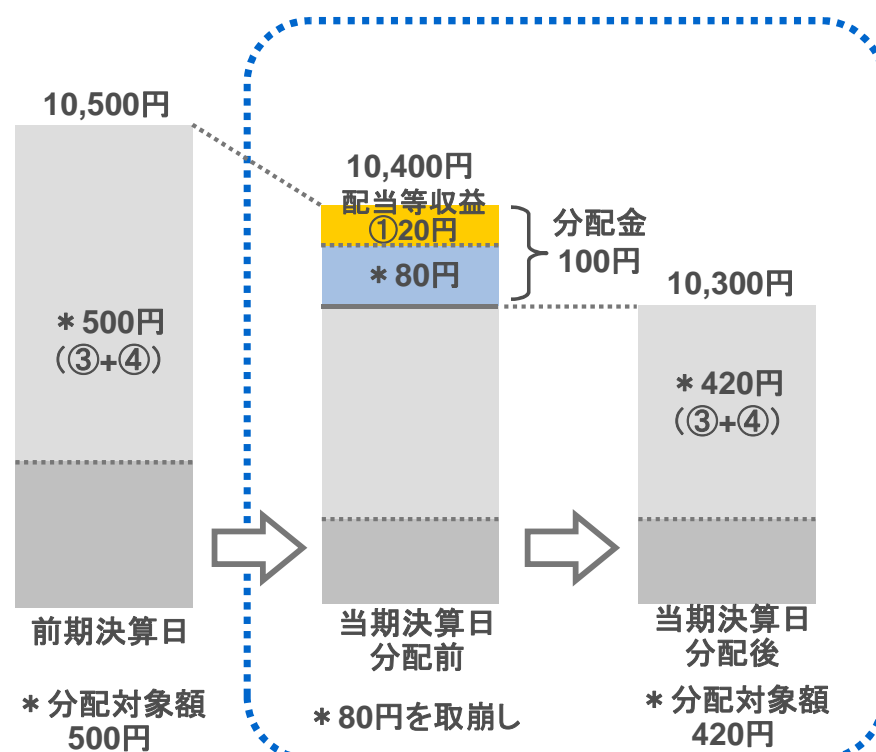 10,500円
＊500円
（③+④）
前期決算日
＊分配対象額
500円
10,400円
配当等収益
①20円
＊80円
分配金
100円
当期決算日
分配前
＊80円を取崩し
10,300円
＊420円
（③+④）
当期決算日
分配後
＊分配対象額
420円